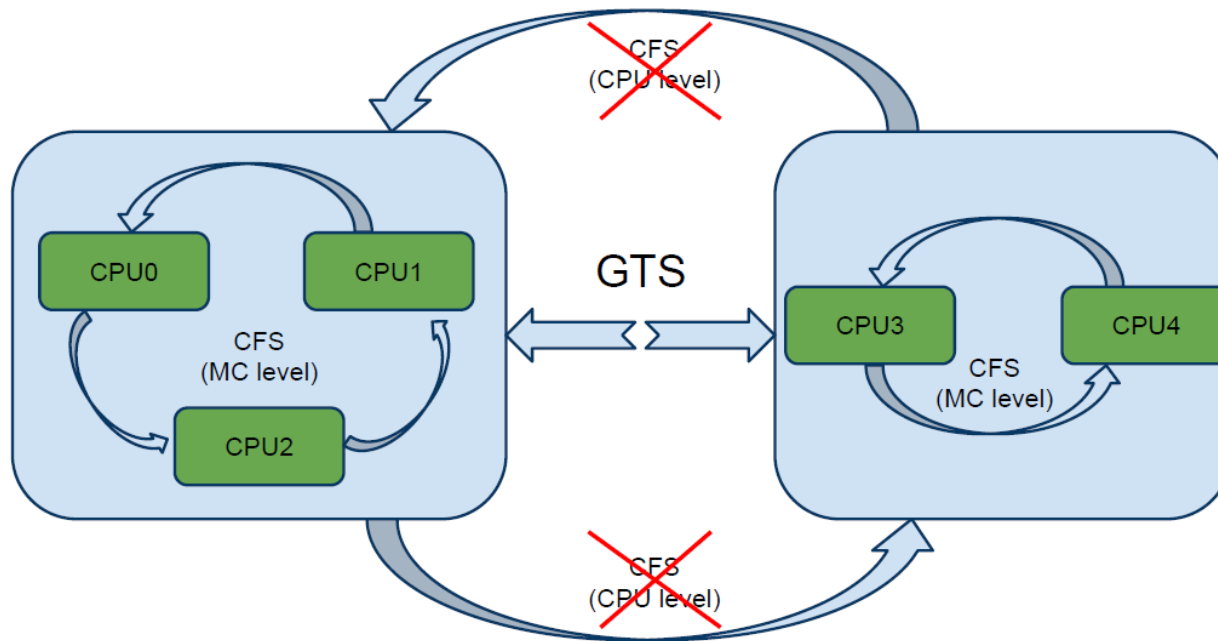 CFS
(CPU level)
CPU0
CPU1
CFS
(MC level)
CPU2
GTS
CPU3
CPU4
CFS
(MC level)
CFS
(CPU level)